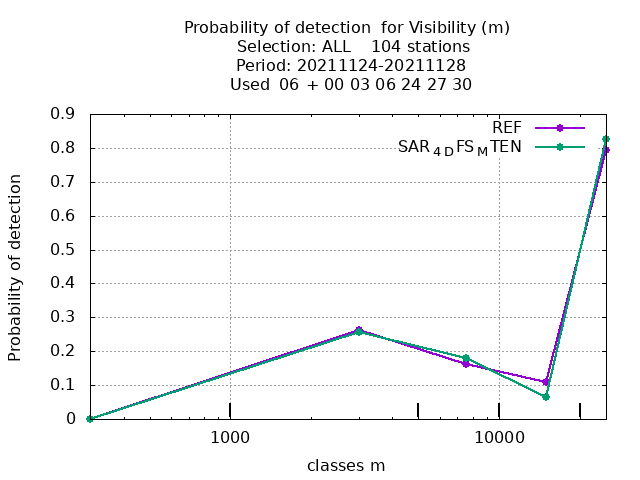 Probability of detection  for Visibility (m)
Selection: ALL    104 stations
Period: 20211124-20211128
Used  06  + 00 03 06 24 27 30
REF
SAR4DFSMTEN
0.9
0.8
0.7
0.6
0.5
0.4
0.3
0.2
0.1
0
Probability of detection
1000
10000
classes m